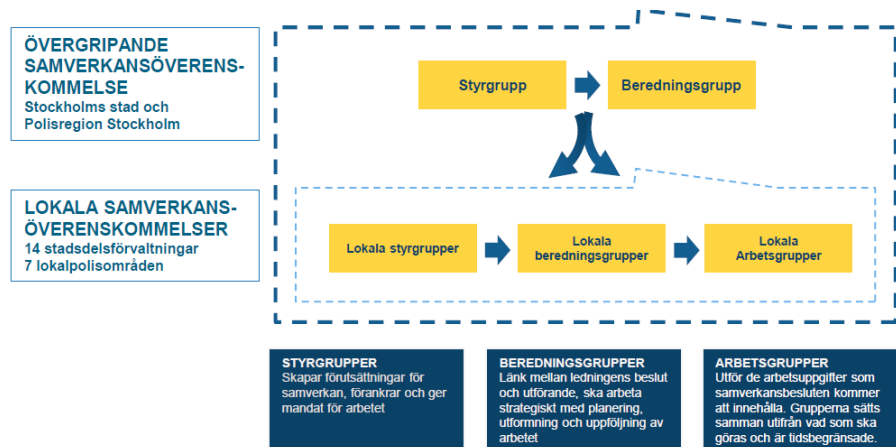 ÖVERGRIPANDE
SAMVERKANSÖVERENS-
KOMMELSE
Stockholms stad och
Polisregion Stockholm
Styrgrupp
Beredningsgrupp
LOKALA SAMVERKANS-
ÖVERENSKOMMELSER
14 stadsdelsförvaltningar
7 lokalpolisområden
Lokala styrgrupper
Lokala
beredningsgrupper
Lokala
Arbetsgrupper
STYRGRUPPER
Skapar förutsättningar för
samverkan, förankrar och ger
mandat för arbetet
BEREDNINGSGRUPPER
Länk mellan ledningens beslut
och utförande, ska arbeta
strategiskt med planering,
utformning och uppföljning av
arbetet
ARBETSGRUPPER
Utför de arbetsuppgifter som
samverkansbesluten kommer
att innehålla. Grupperna sätts
samman utifrån vad som ska
göras och är tidsbegränsade.